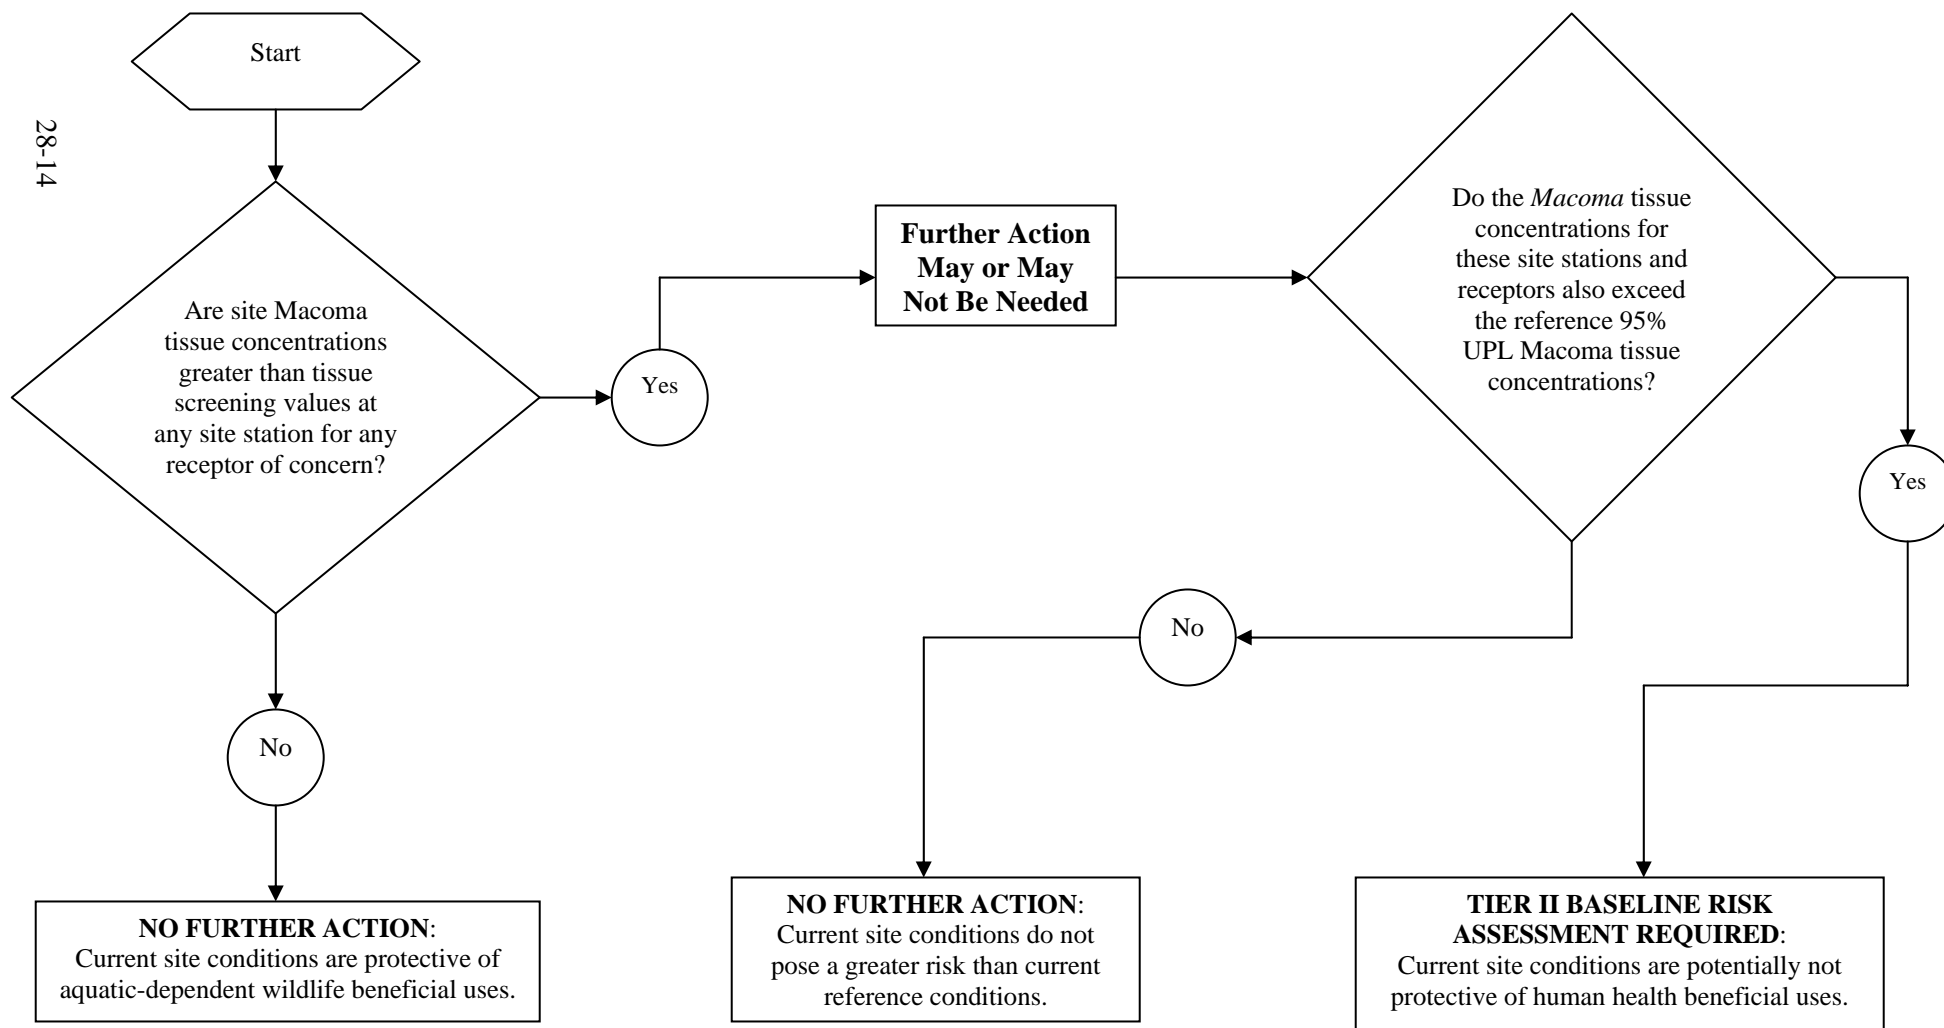 Start
28-14
Are site Macoma
tissue concentrations
greater than tissue
screening values at
any site station for any
receptor of concern?
Yes
Further Action
May or May
Not Be Needed
Do the Macoma tissue
concentrations for
these site stations and
receptors also exceed
the reference 95%
UPL Macoma tissue
concentrations?
Yes
No
No
NO FURTHER ACTION:
Current site conditions are protective of
aquatic-dependent wildlife beneficial uses.
NO FURTHER ACTION:
Current site conditions do not
pose a greater risk than current
reference conditions.
TIER II BASELINE RISK
ASSESSMENT REQUIRED:
Current site conditions are potentially not
protective of human health beneficial uses.